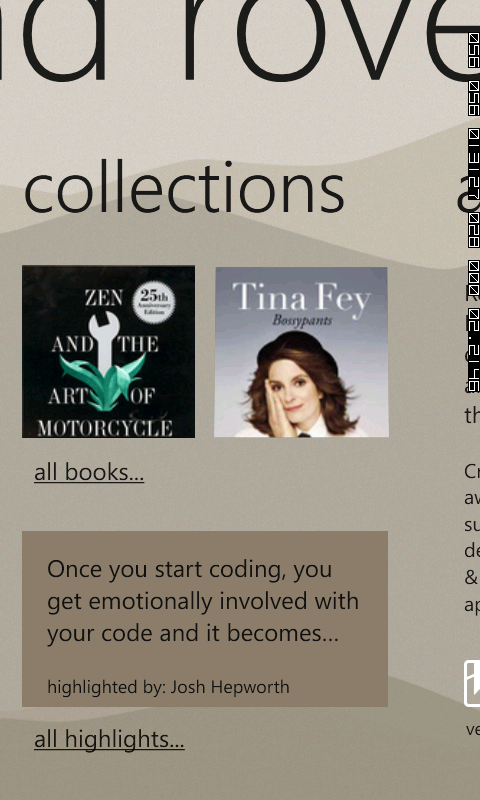 nd rove
collections
ZEN
25th
Anniversary
Edition
AND THE
ART OF
MOTORCYCLE
Tina Fey
Bossypants
all books...
Once you start coding, you
get emotionally involved with
your code and it becomes...
highlighted by: Josh Hepworth
all highlights...
a
th
Cr
aw
su
de
&
ap
ve